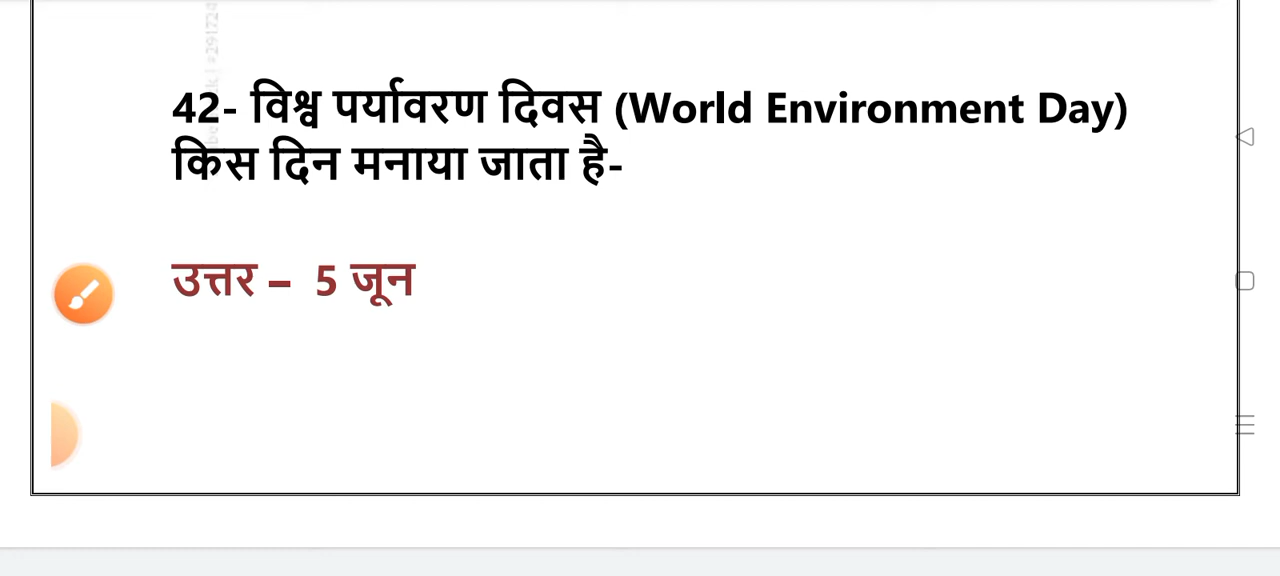 42- विश्व पर्यावरण दिवस (World Environment Day)
किस दिन मनाया जाता है-
उत्तर – 5 जून